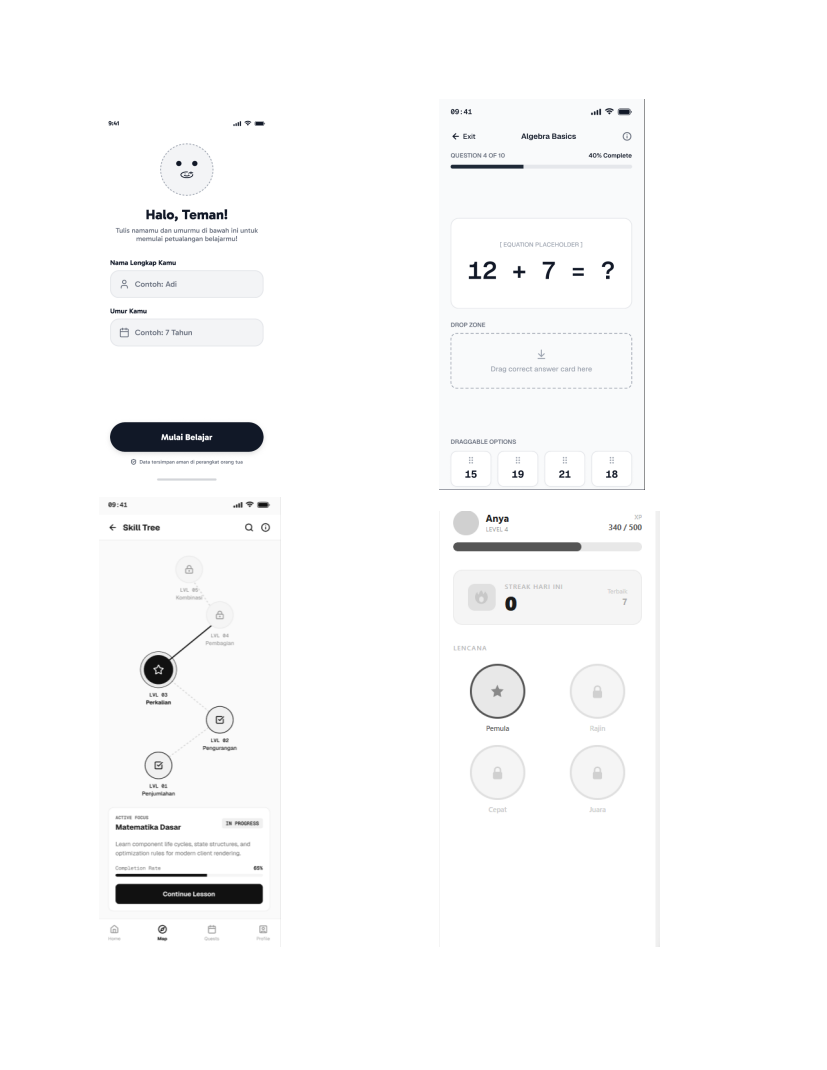 9:41
Halo, Teman!
Tulis namamu dan umurmu di bawah ini untuk
memulai petualangan belajarmu!
Nama Lengkap Kamu
Contoh: Adi
Umur Kamu
Contoh: 7 Tahun
Mulai Belajar
Data tersimpan aman di perangkat orang tua
09:41
Exit
Algebra Basics
QUESTION 4 OF 10
40% Complete
[ EQUATION PLACEHOLDER ]
12 + 7 = ?
DROP ZONE
Drag correct answer card here
DRAGGABLE OPTIONS
15
19
21
18
09:41
Skill Tree
LVL 05
Kombinasi
LVL 04
Pembagian
LVL 03
Perkalian
LVL 02
Pengurangan
LVL 01
Penjumlahan
ACTIVE FOCUS
Matematika Dasar
IN PROGRESS
Learn component life cycles, state structures, and
optimization rules for modern client rendering.
Completion Rate
65%
Continue Lesson
Home
Map
Profile
Anya
LEVEL 4
XP
340 / 500
STREAK HARI INI
0
Terbaik
7
LENCANA
Pemula
Rajin
Cepat
Juara